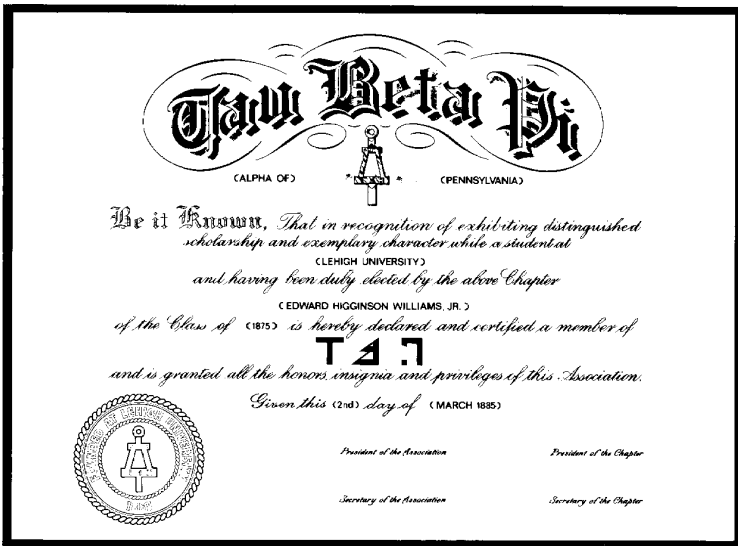 Tau Beta Pi
(ALPHA OF) (PENNSYLVANIA)
Be it Known, That in recognition of exhibiting distinguished
scholarship and exemplary character while a student at
(LEHIGH UNIVERSITY)
and having been duly elected by the above Chapter
(EDWARD HIGGINSON WILLIAMS, JR.)
of the Class of (1875) is hereby declared and certified a member of
and is granted all the honors, insignia and privileges of this Association.
Given this (2nd) day of (MARCH 1885)
President of the Association President of the Chapter
Secretary of the Association Secretary of the Chapter
AT LEHIGH UNIVERSITY